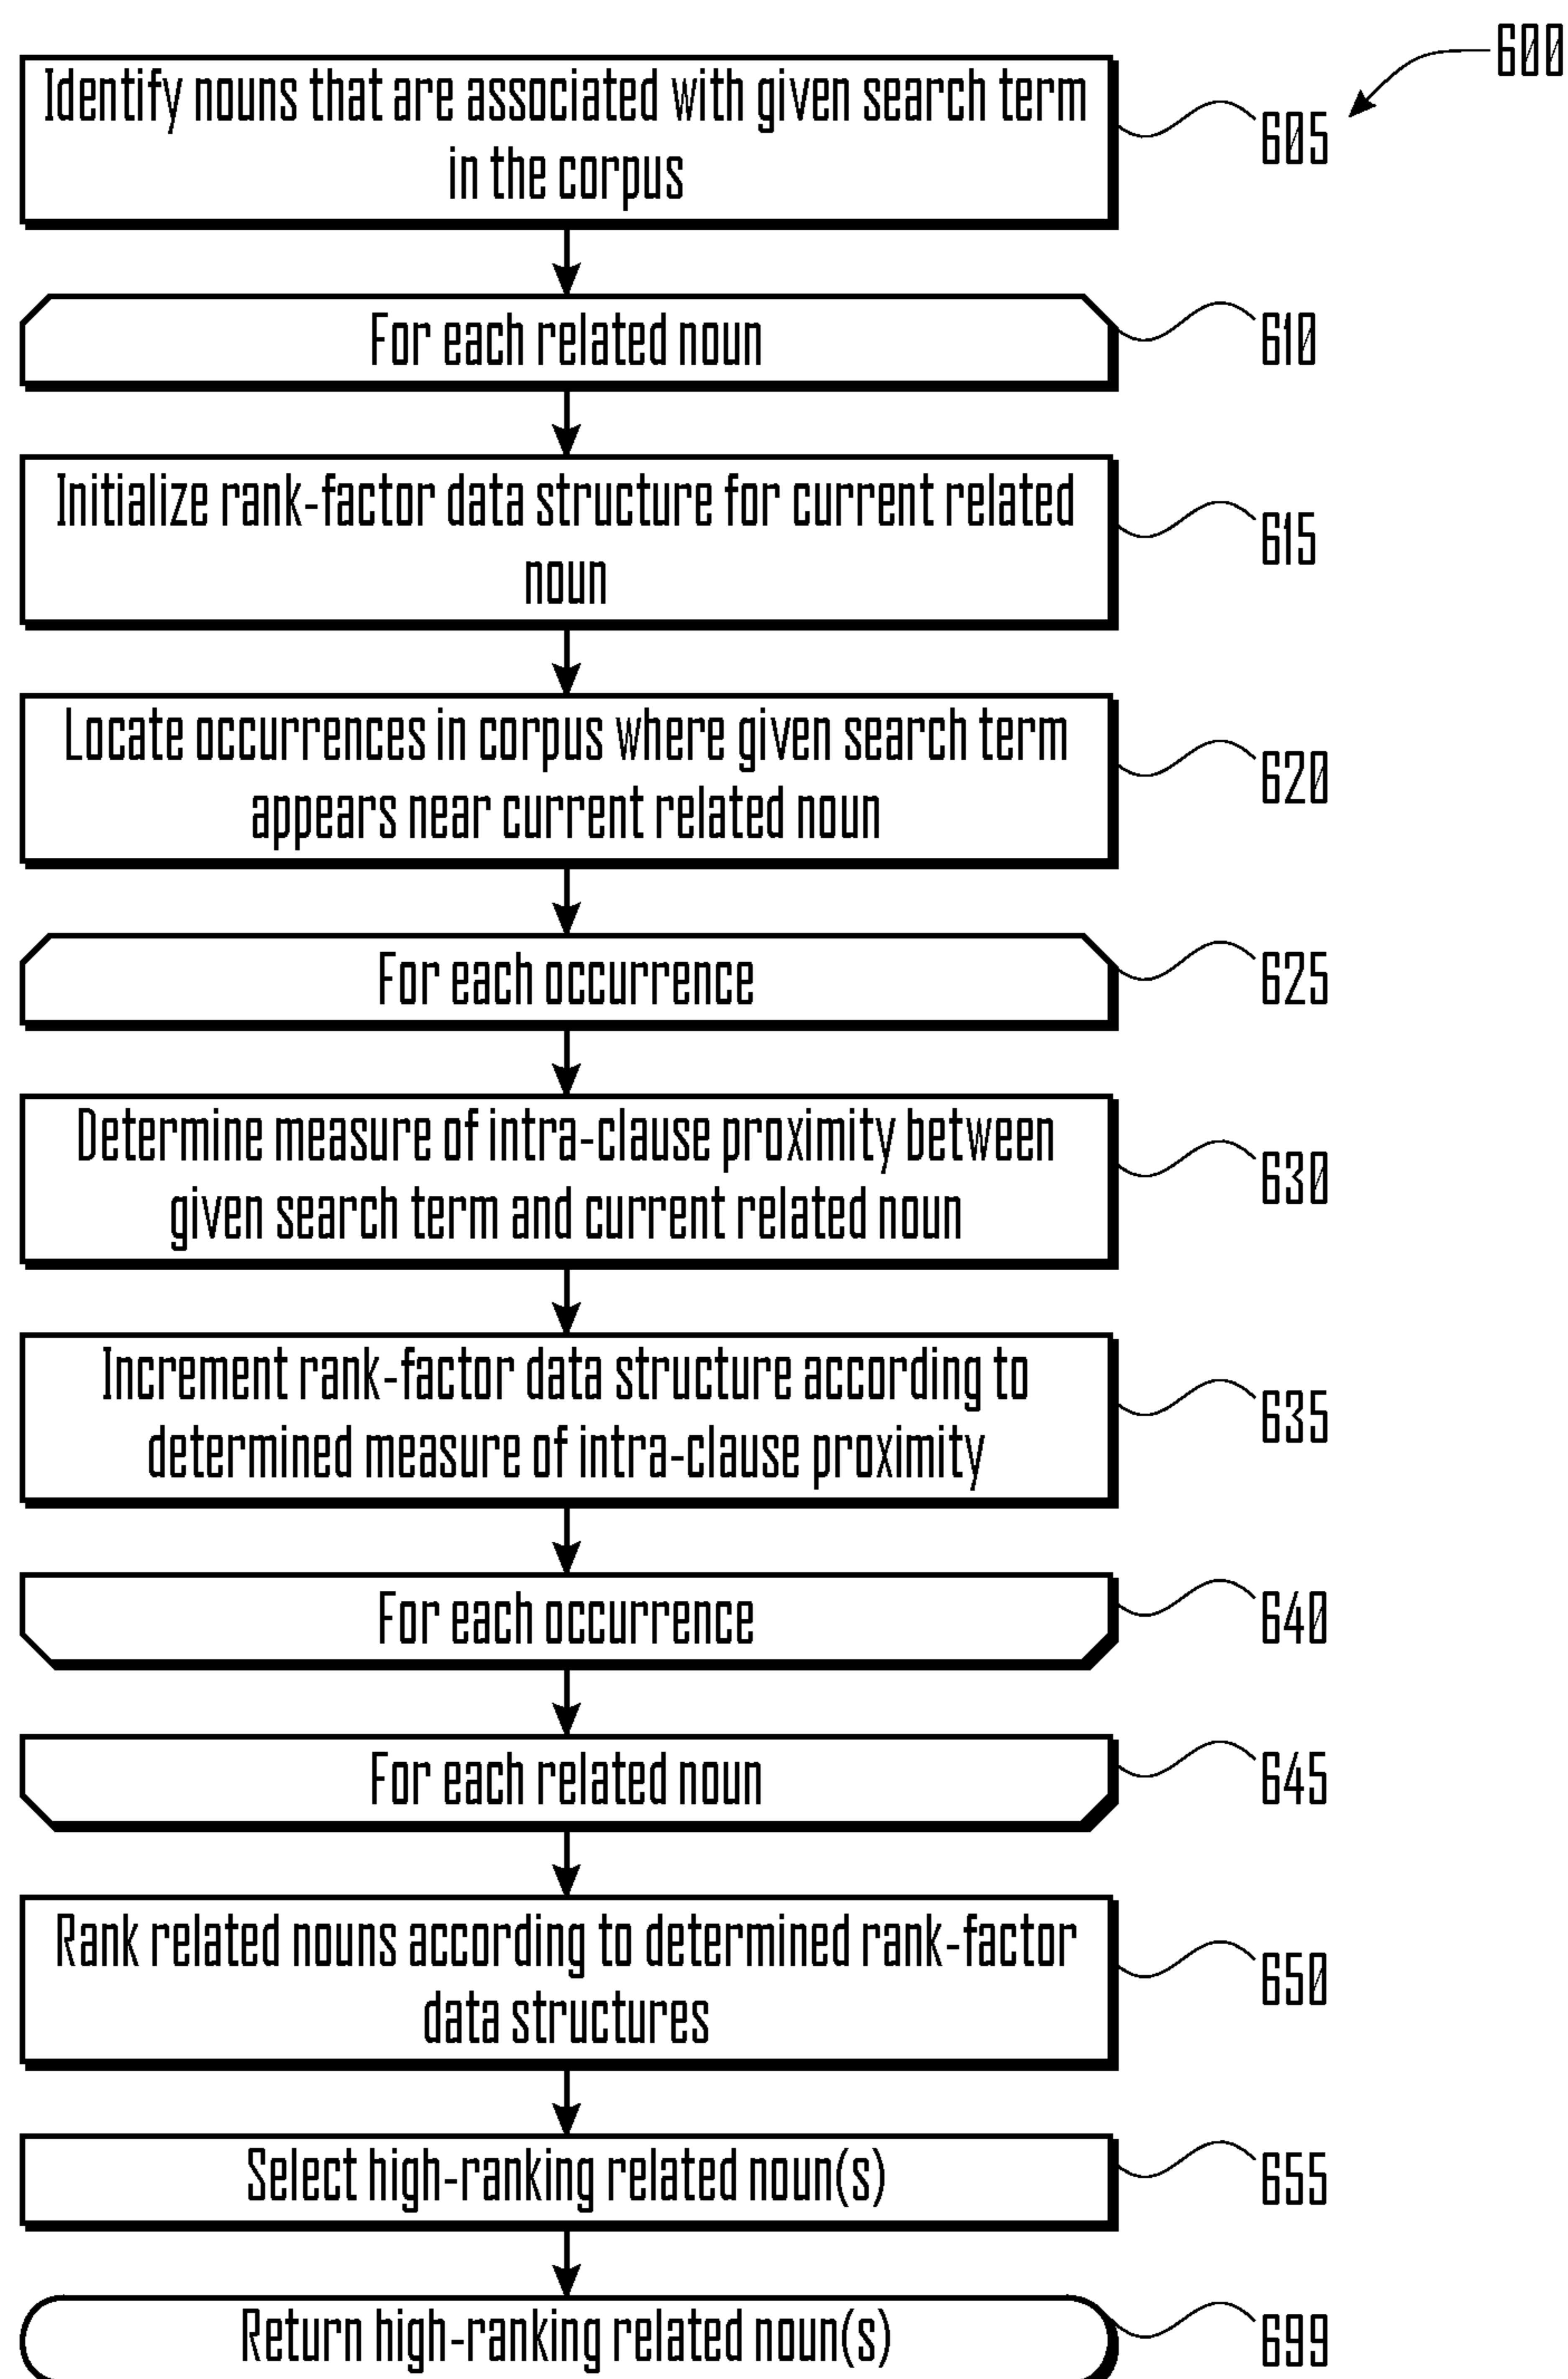 600
Identify nouns that are associated with given search term
in the corpus
605
For each related noun
610
Initialize rank-factor data structure for current related
noun
615
Locate occurrences in corpus where given search term
appears near current related noun
620
For each occurrence
625
Determine measure of intra-clause proximity between
given search term and current related noun
630
Increment rank-factor data structure according to
determined measure of intra-clause proximity
635
For each occurrence
640
For each related noun
645
Rank related nouns according to determined rank-factor
data structures
650
Select high-ranking related noun(s)
655
Return high-ranking related noun(s)
699